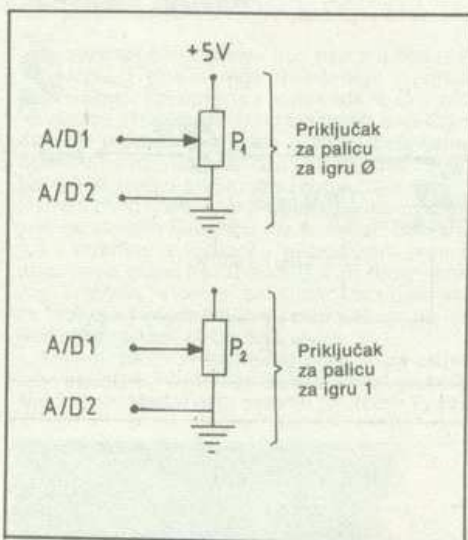 +5V
A/D1
P1
Priključak
za palicu
za igru Ø
A/D2
A/D1
P2
Priključak
za palicu
za igru 1
A/D2